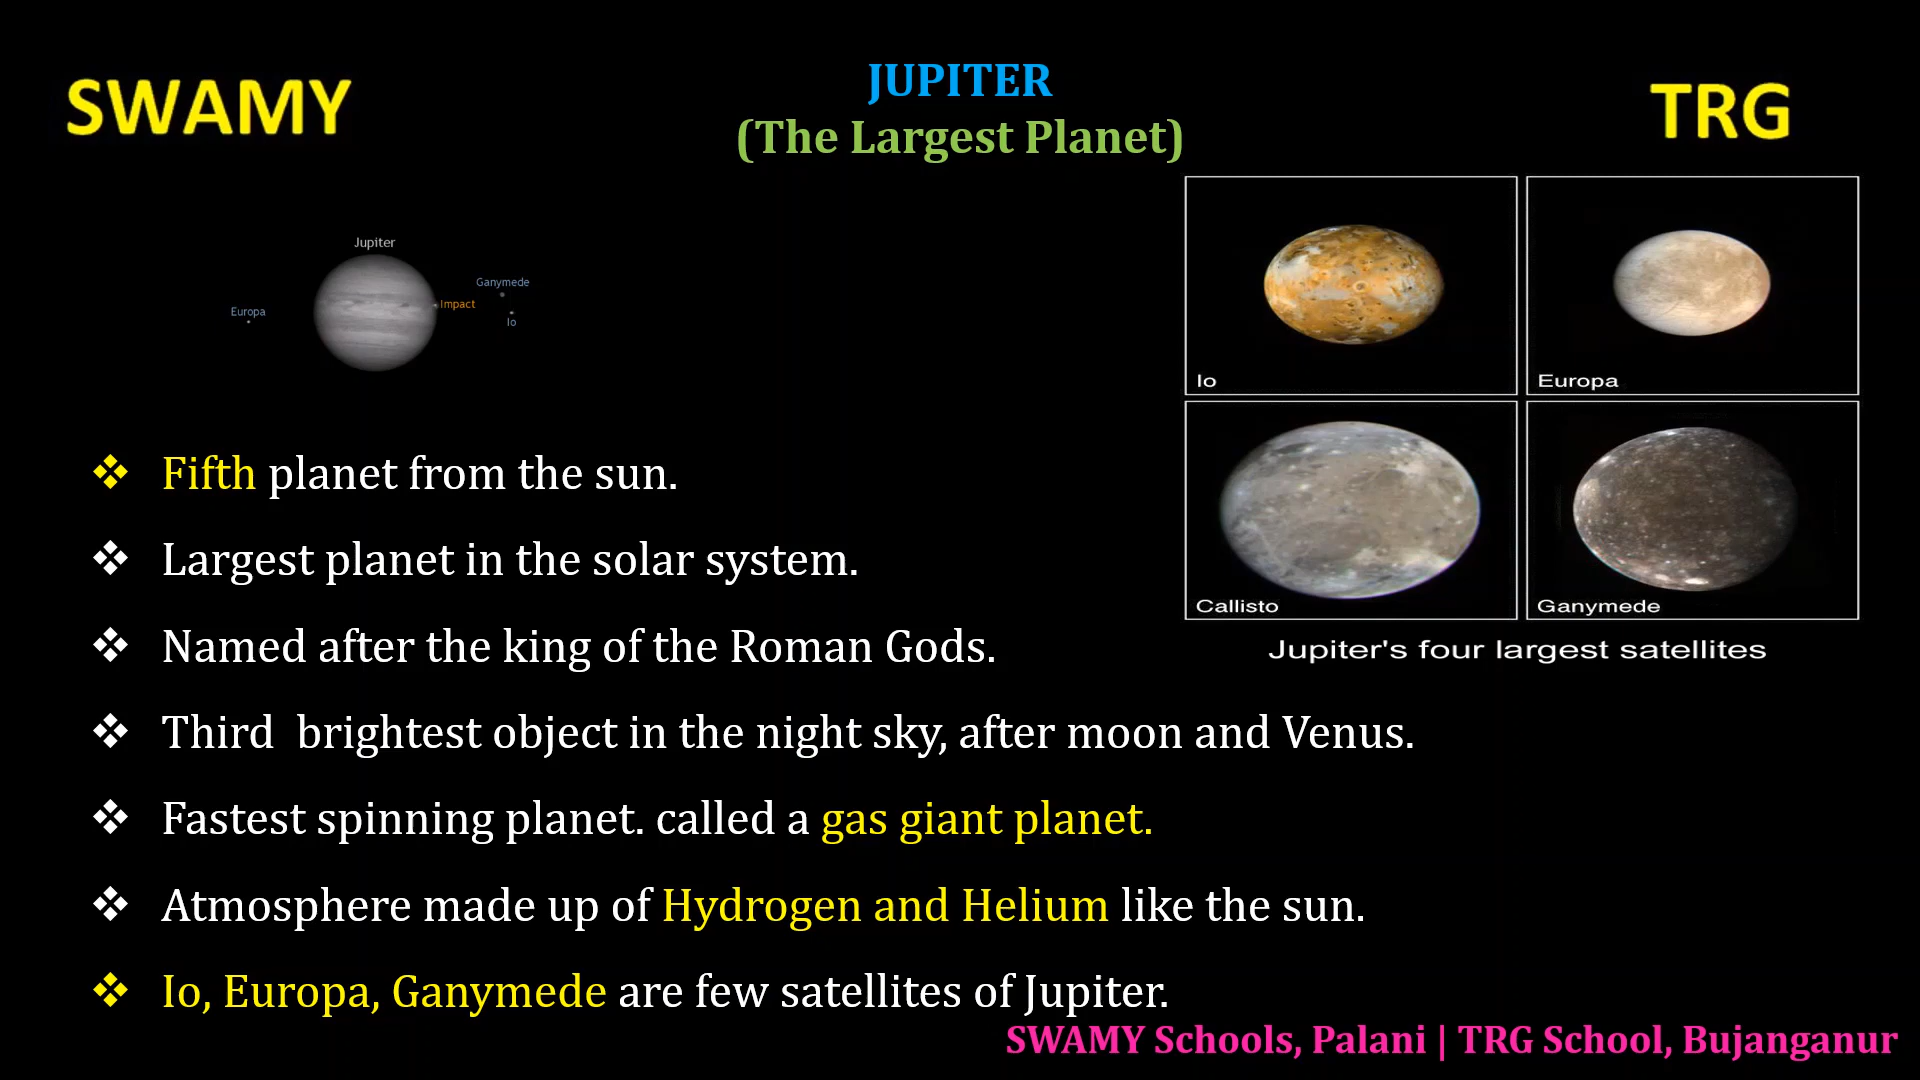 SWAMY
JUPITER
(The Largest Planet)
TRG
Jupiter
Ganymede
Impact
Europa
Io
Io
Europa
Callisto
Ganymede
Jupiter's four largest satellites
❖ Fifth planet from the sun.
❖ Largest planet in the solar system.
❖ Named after the king of the Roman Gods.
❖ Third  brightest object in the night sky, after moon and Venus.
❖ Fastest spinning planet. called a gas giant planet.
❖ Atmosphere made up of Hydrogen and Helium like the sun.
❖ Io, Europa, Ganymede are few satellites of Jupiter.
SWAMY Schools, Palani | TRG School, Bujanganur